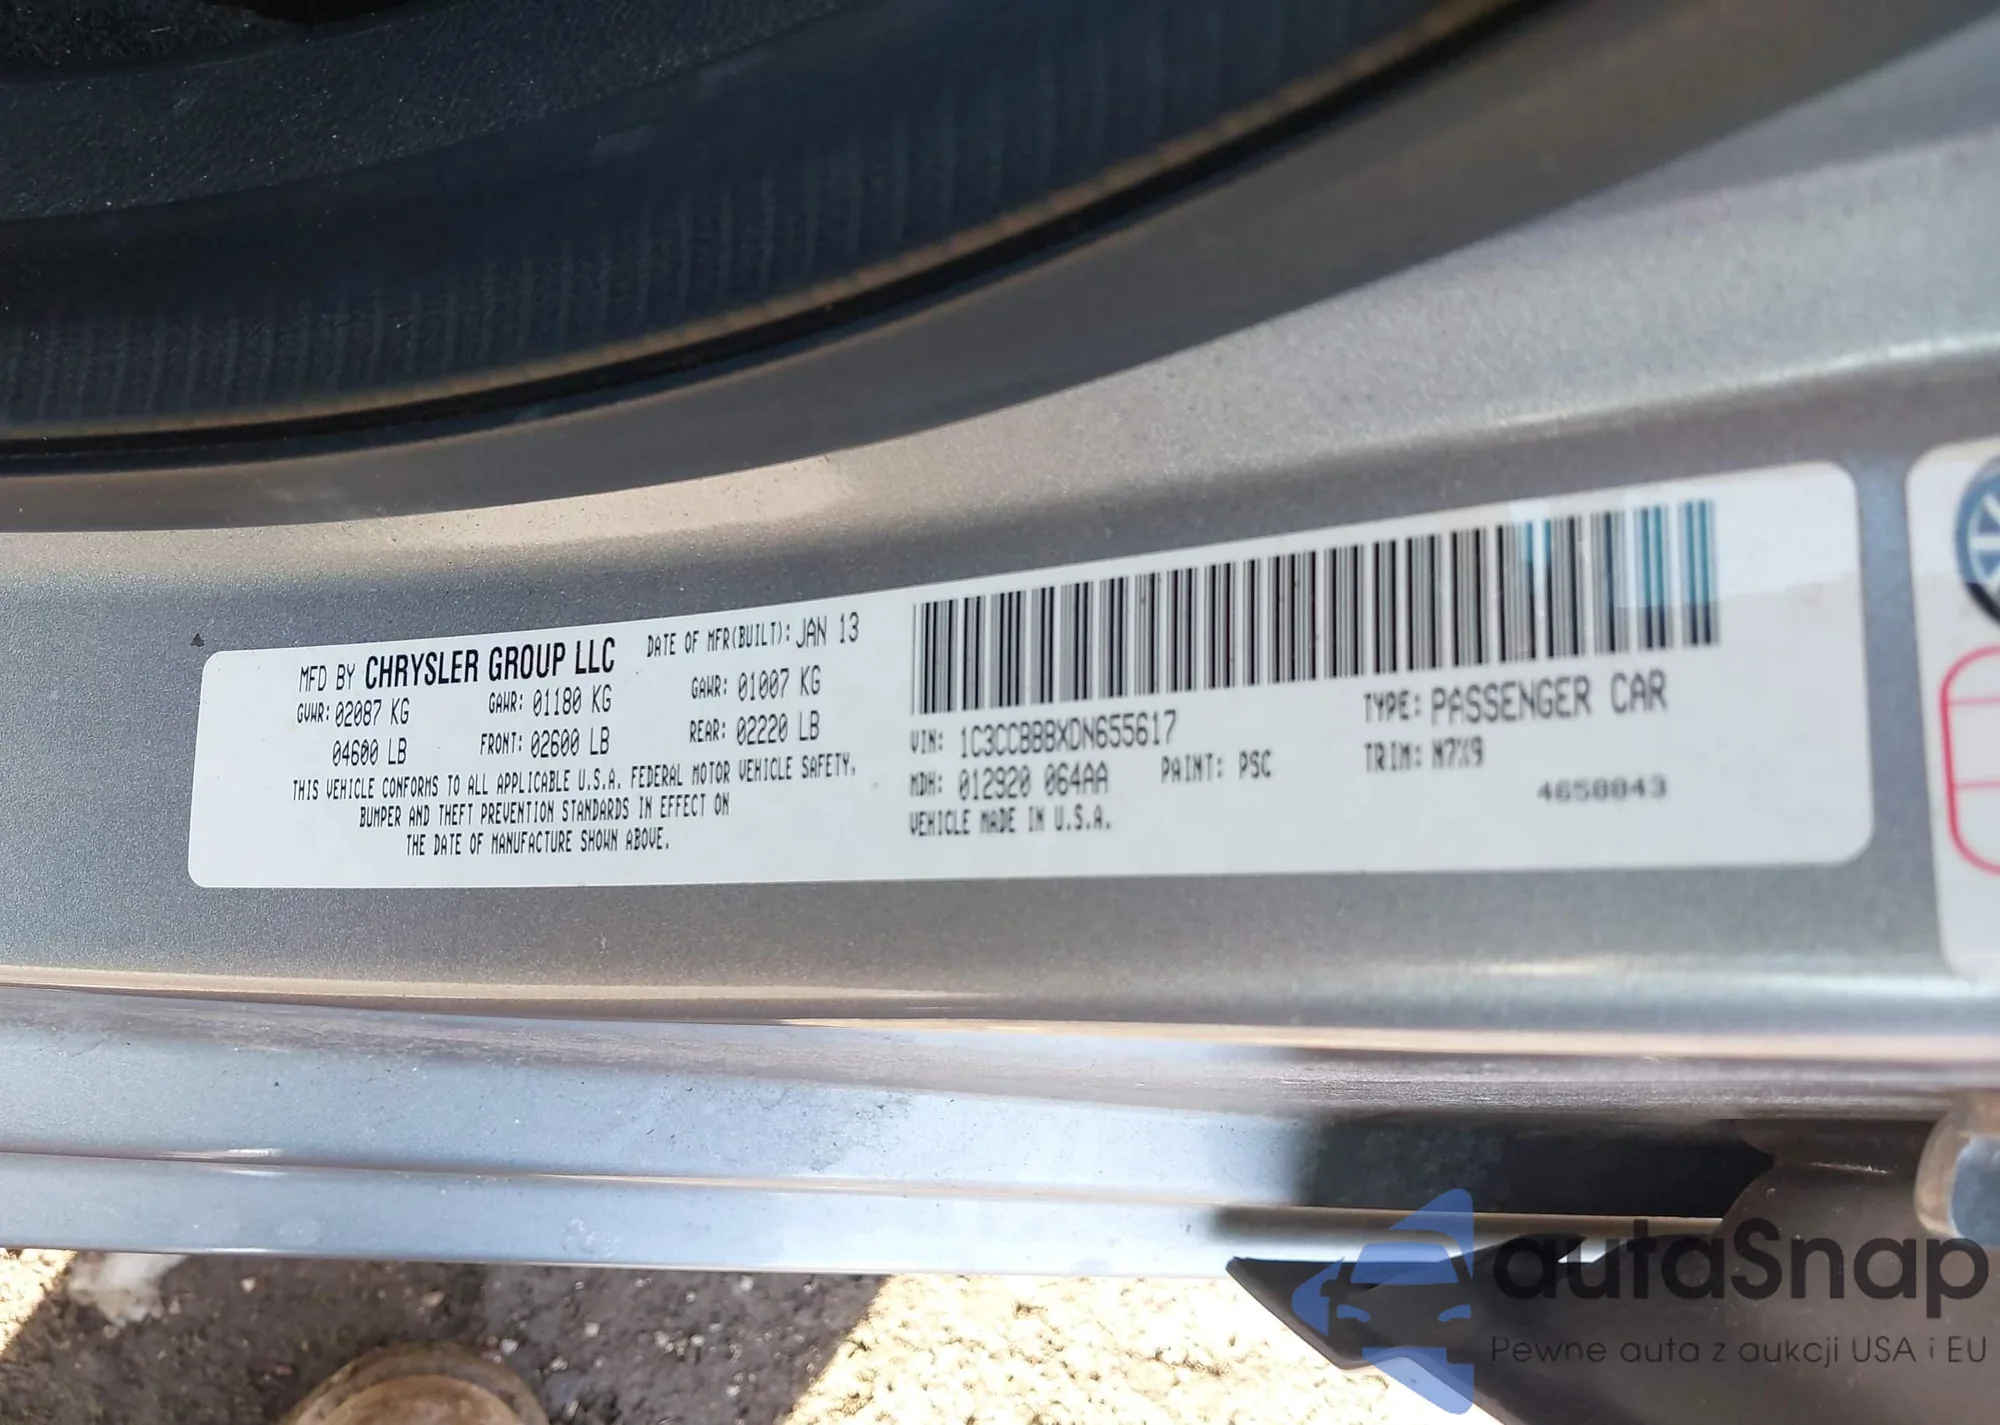 MFD BY CHRYSLER GROUP LLC DATE OF MFR(BUILT): JAN 13
GVWR: 02087 KG GAWR: 01180 KG GAWR: 01007 KG
04600 LB FRONT: 02600 LB REAR: 02220 LB
THIS VEHICLE CONFORMS TO ALL APPLICABLE U.S.A. FEDERAL MOTOR VEHICLE SAFETY,
BUMPER AND THEFT PREVENTION STANDARDS IN EFFECT ON
THE DATE OF MANUFACTURE SHOWN ABOVE.
VIN: 1C3CCBBBXDN655617 TYPE: PASSENGER CAR
MDH: 012920 064AA PAINT: PSC TRIM: N7X9
VEHICLE MADE IN U.S.A. 4658843
autaSnap
Pewne auta z aukcji USA i EU